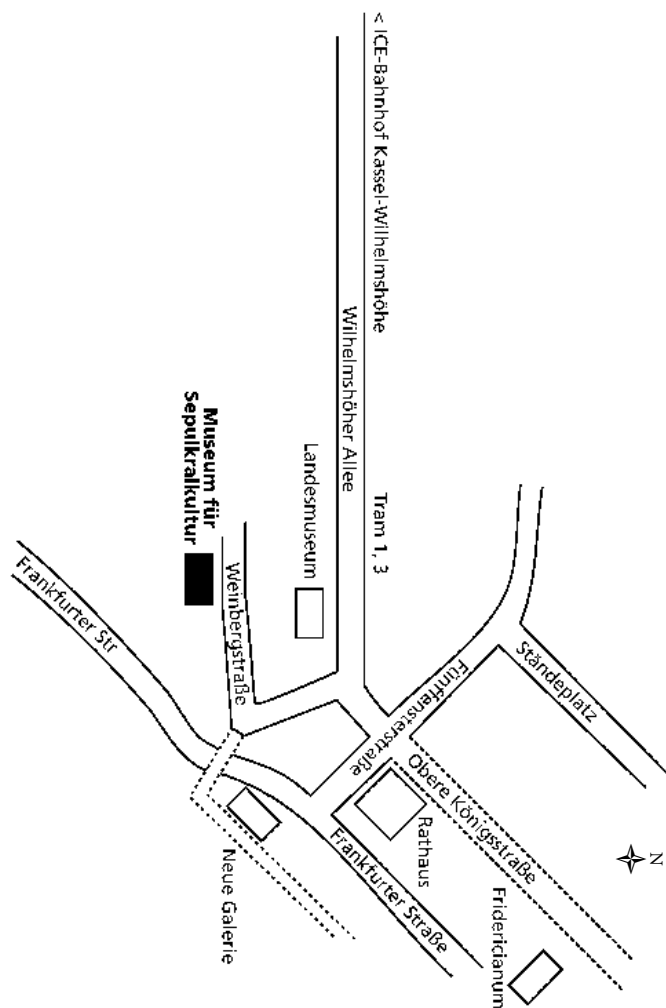 < ICE-Bahnhof Kassel-Wilhelmshöhe
Tram 1, 3
Wilhelmshöher Allee
Landesmuseum
Museum für
Sepulkralkultur
Weinbergstraße
Frankfurter Str
Ständeplatz
Fünffensterstraße
Obere Königsstraße
Rathaus
Frankfurter Straße
Fridericianum
Neue Galerie
N